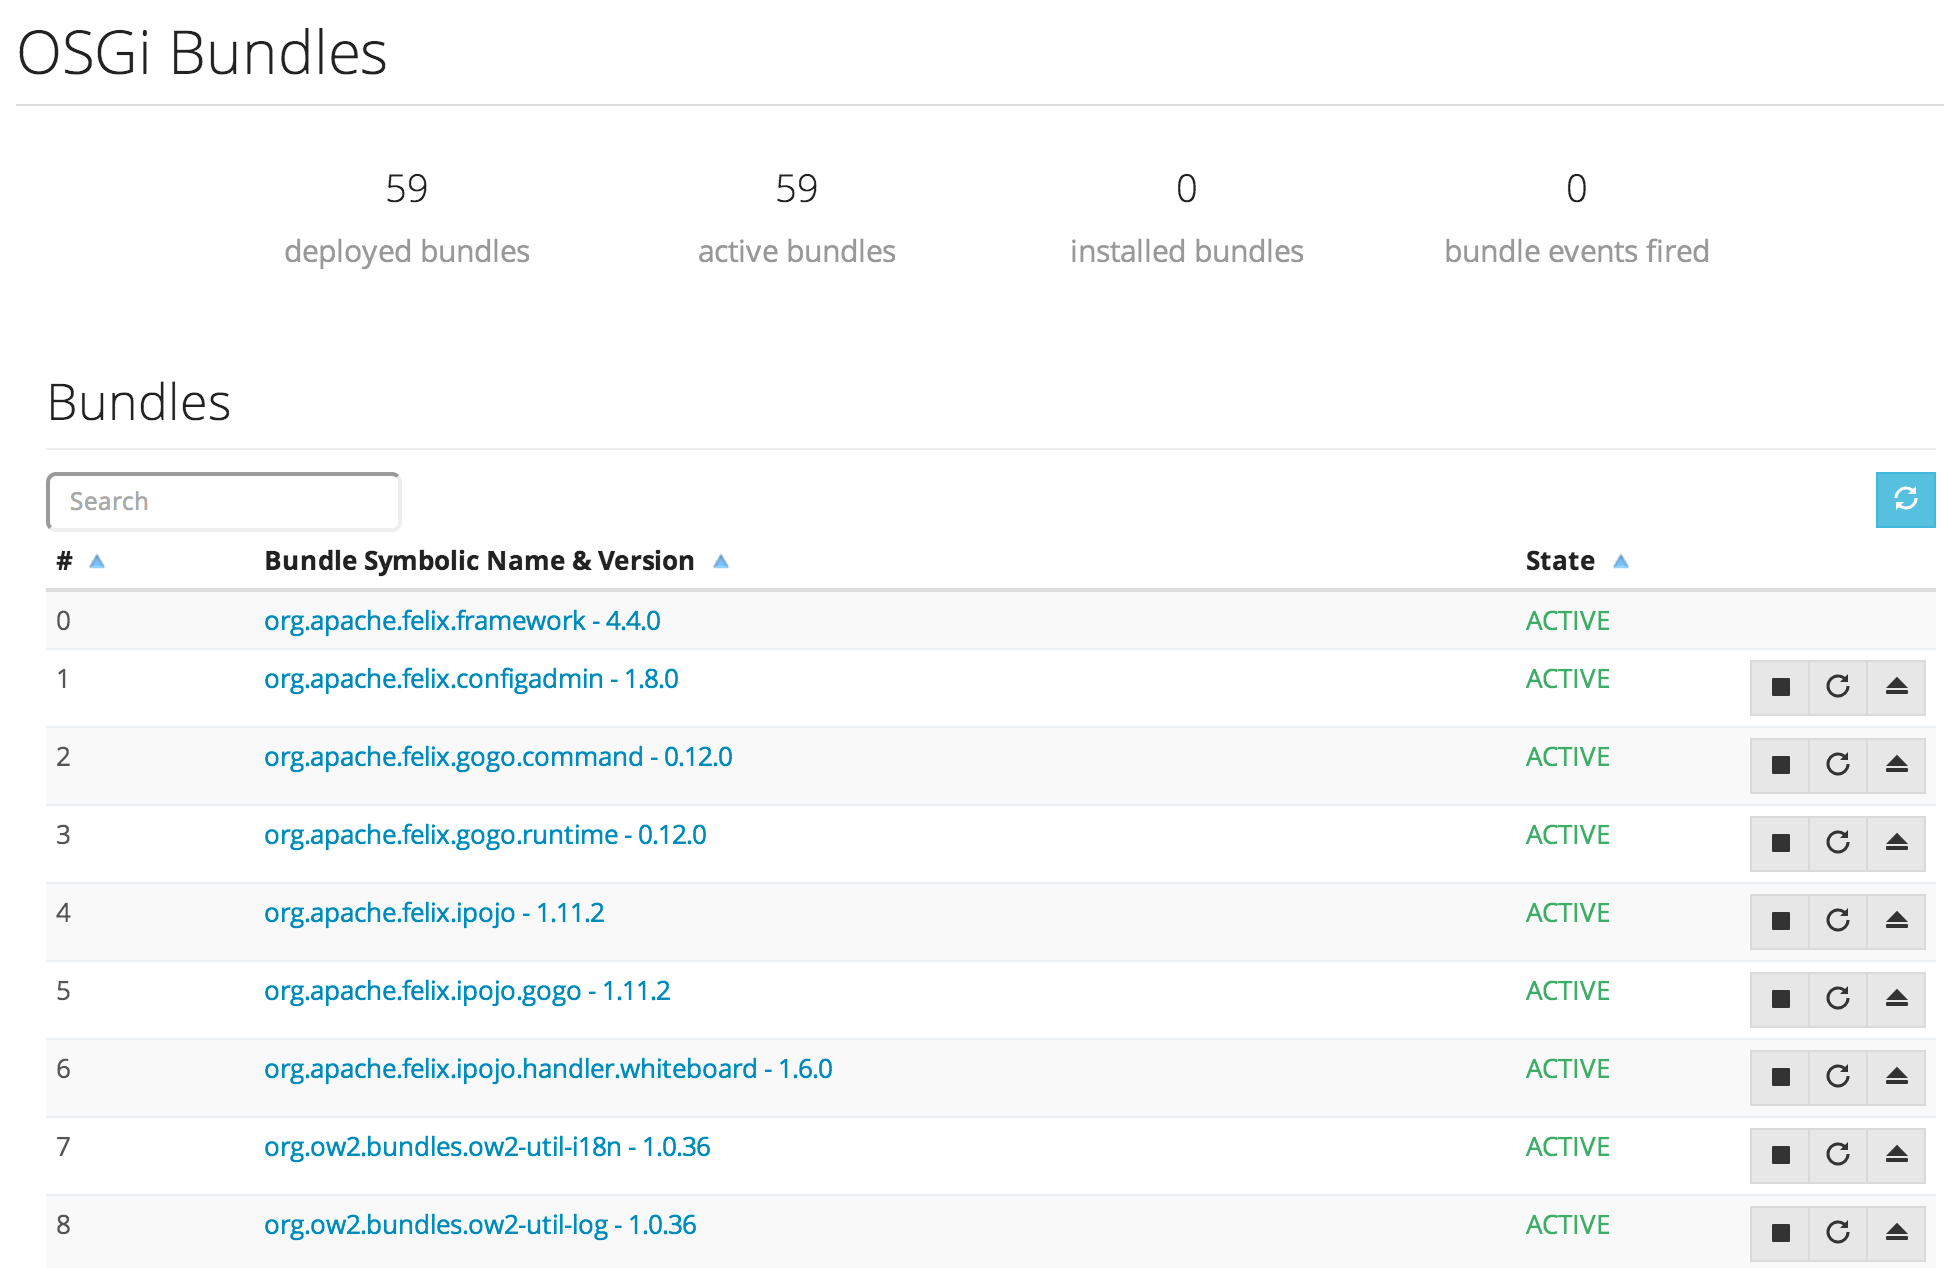 OSGi Bundles
59 59 0 0
deployed bundles active bundles installed bundles bundle events fired
Bundles
Search
# Bundle Symbolic Name & Version State
0 org.apache.felix.framework - 4.4.0 ACTIVE
1 org.apache.felix.configadmin - 1.8.0 ACTIVE
2 org.apache.felix.gogo.command - 0.12.0 ACTIVE
3 org.apache.felix.gogo.runtime - 0.12.0 ACTIVE
4 org.apache.felix.ipojo - 1.11.2 ACTIVE
5 org.apache.felix.ipojo.gogo - 1.11.2 ACTIVE
6 org.apache.felix.ipojo.handler.whiteboard - 1.6.0 ACTIVE
7 org.ow2.bundles.ow2-util-i18n - 1.0.36 ACTIVE
8 org.ow2.bundles.ow2-util-log - 1.0.36 ACTIVE